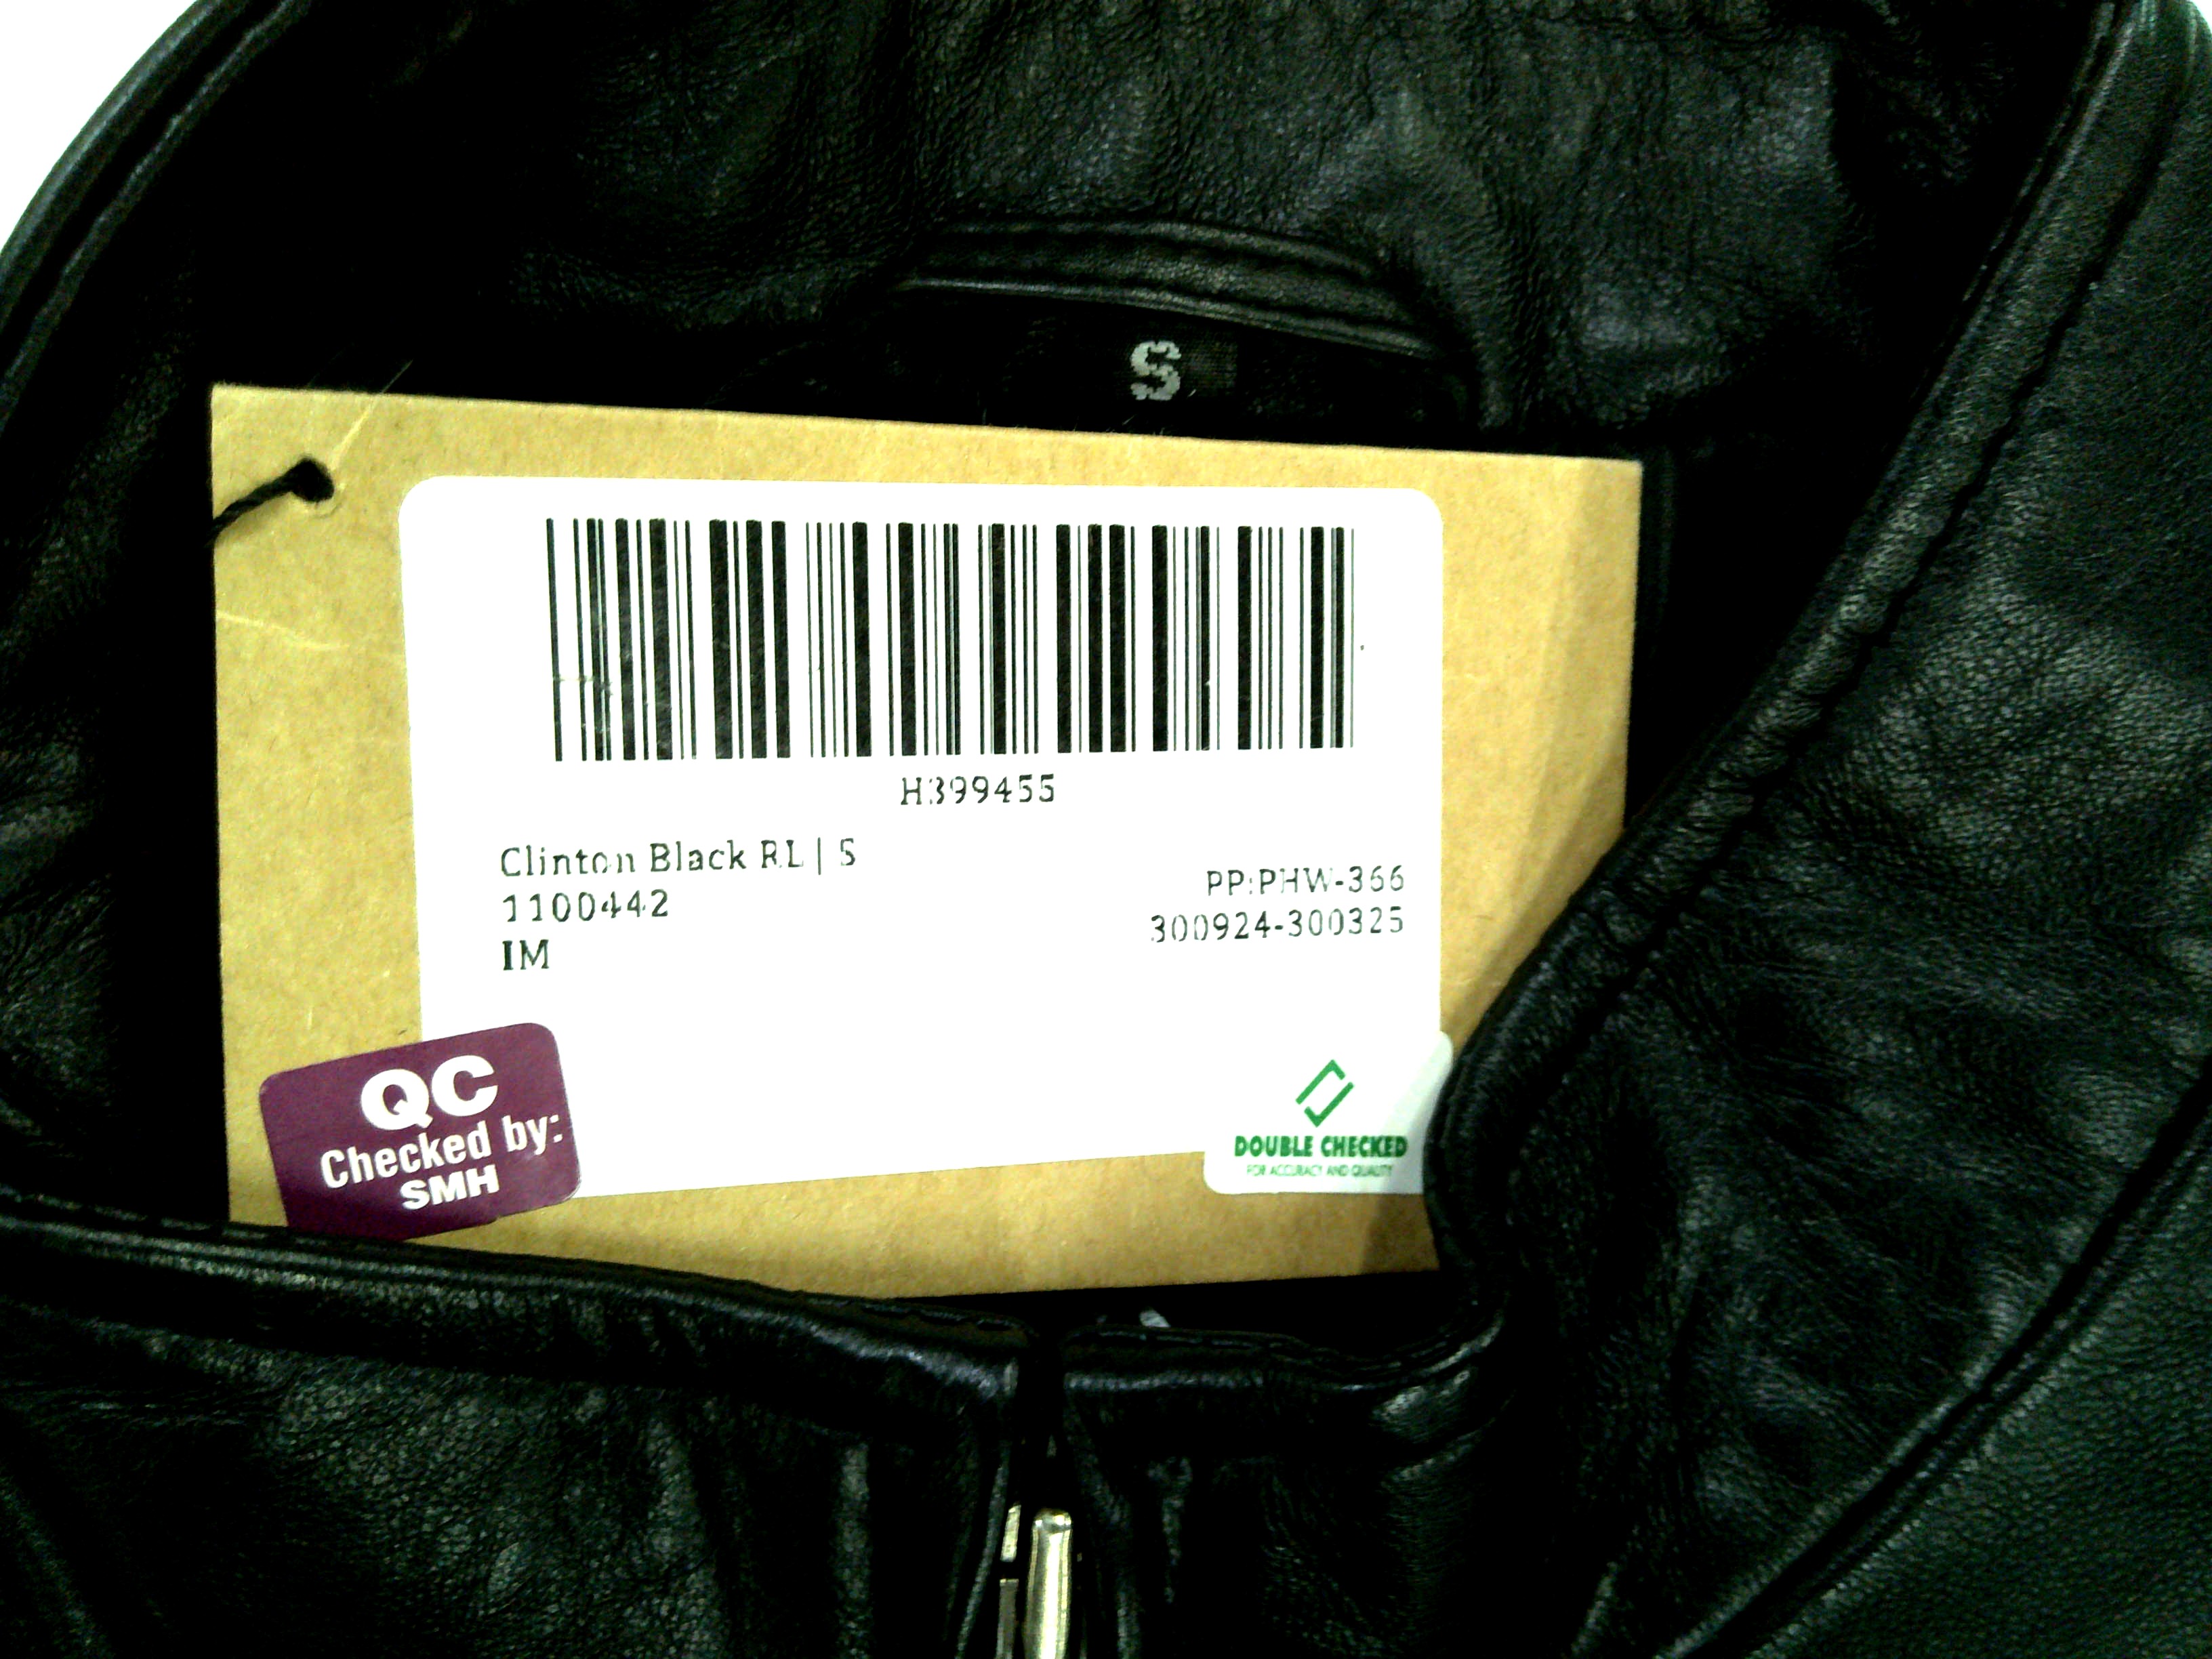 S
H399455
Clinton Black RL | S
1100442
IM
PP:PHW-366
300924-300325
QC
Checked by:
SMH
DOUBLE CHECKED
FOR ACCURACY AND QUALITY